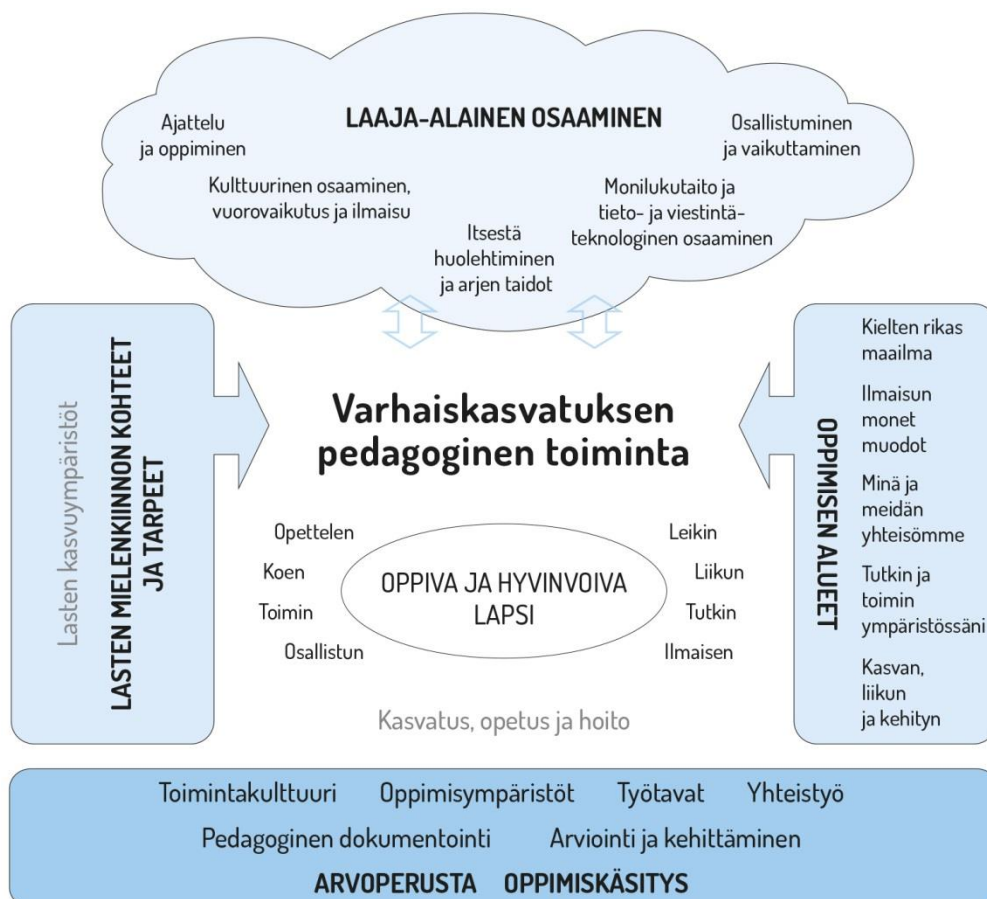 LAAJA-ALAINEN OSAAMINEN
Ajattelu
ja oppiminen
Kulttuurinen osaaminen,
vuorovaikutus ja ilmaisu
Itsestä
huolehtiminen
ja arjen taidot
Monilukutaito ja
tieto- ja viestintä-
teknologinen osaaminen
Osallistuminen
ja vaikuttaminen
Lasten kasvuympäristöt
LASTEN MIELENKIINNON KOHTEET
JA TARPEET
Varhaiskasvatuksen
pedagoginen toiminta
Opettelen
Koen
Toimin
Osallistun
OPPIVA JA HYVINVOIVA
LAPSI
Leikin
Liikun
Tutkin
Ilmaisen
Kasvatus, opetus ja hoito
OPPIMISEN ALUEET
Kielten rikas
maailma
Ilmaisun
monet
muodot
Minä ja
meidän
yhteisömme
Tutkin ja
toimin
ympäristössäni
Kasvan,
liikun
ja kehityn
Toimintakulttuuri Oppimisympäristöt Työtavat Yhteistyö
Pedagoginen dokumentointi Arviointi ja kehittäminen
ARVOPERUSTA OPPIMISKÄSITYS